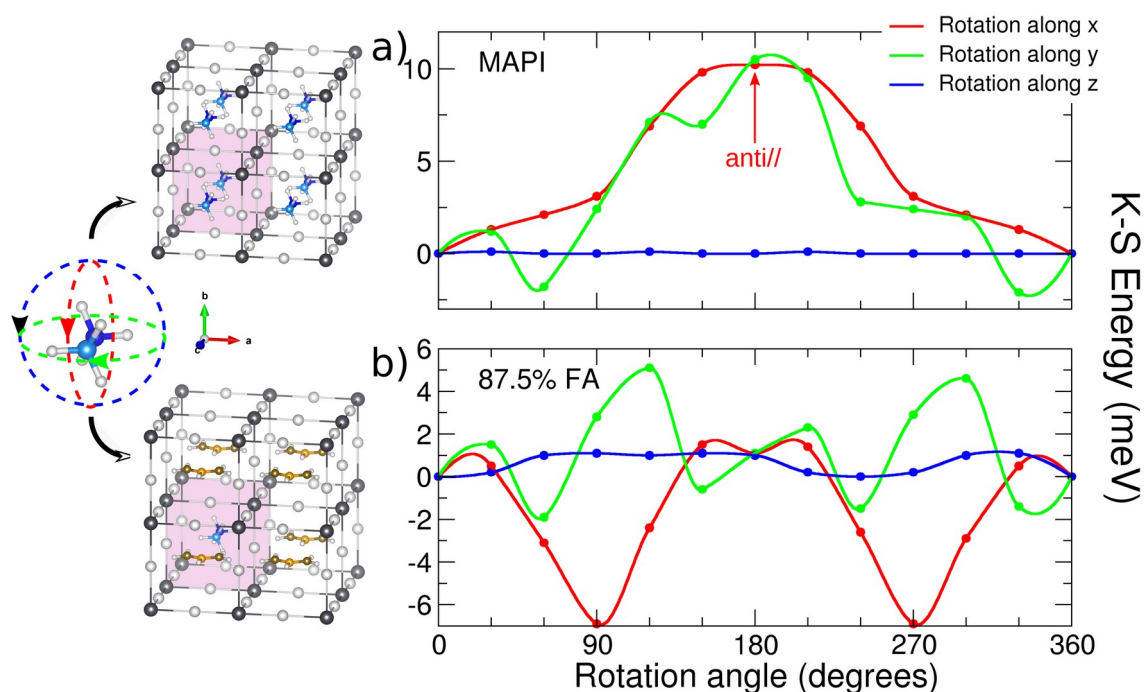 a)
MAPI
Rotation along x
Rotation along y
Rotation along z
10
5
0
anti//
b
a
c
b)
87.5% FA
6
4
2
0
-2
-4
-6
0
90
180
270
360
Rotation angle (degrees)
K-S Energy (meV)